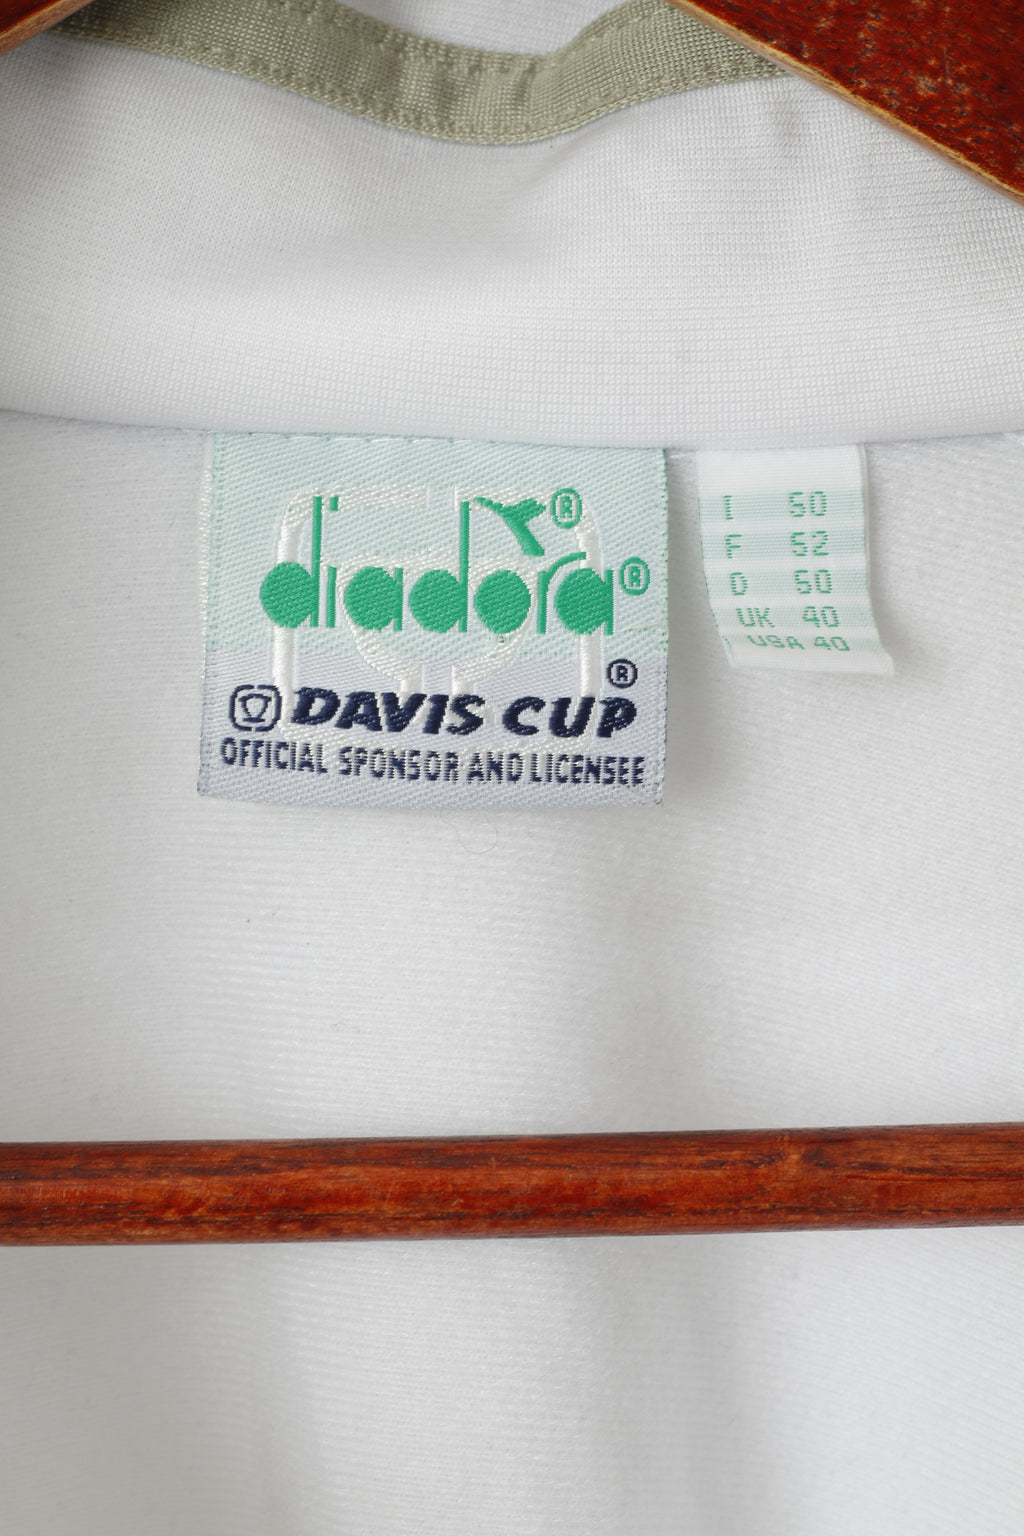 diadora®
®
®
DAVIS CUP
OFFICIAL SPONSOR AND LICENSEE
I 50
F 52
D 50
UK 40
USA 40